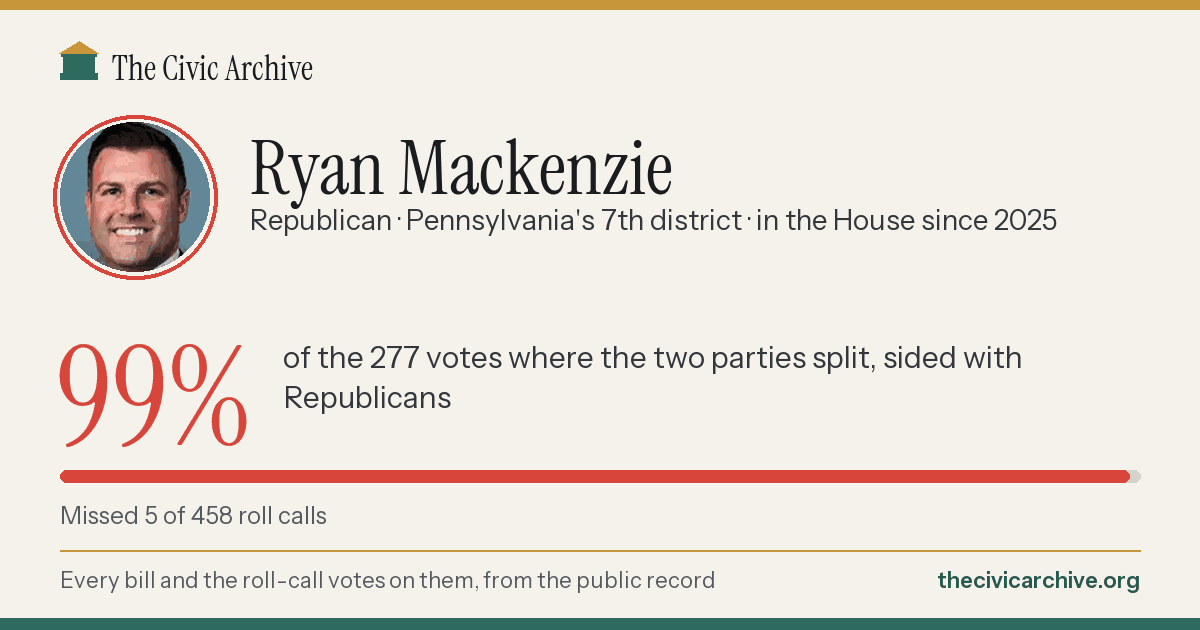 The Civic Archive
Ryan Mackenzie
Republican · Pennsylvania's 7th district · in the House since 2025
99%
of the 277 votes where the two parties split, sided with
Republicans
Missed 5 of 458 roll calls
Every bill and the roll-call votes on them, from the public record
thecivicarchive.org